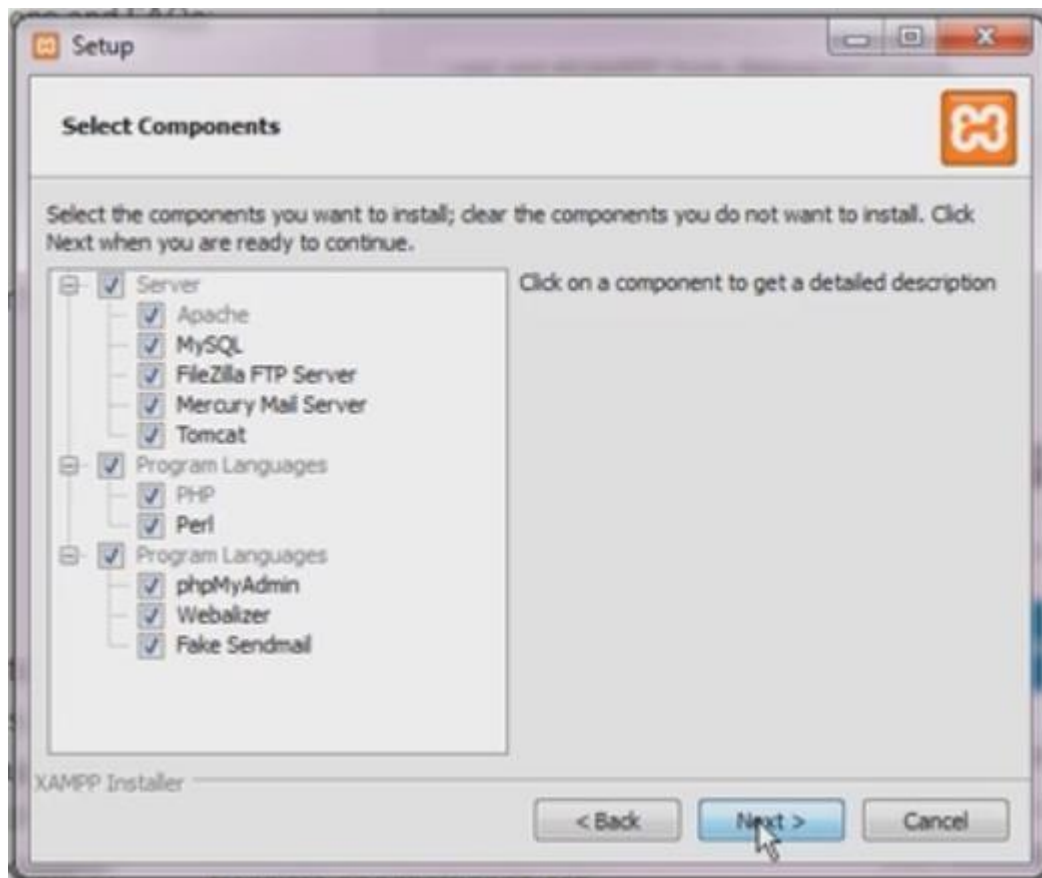 Setup
Select Components
Select the components you want to install; clear the components you do not want to install. Click
Next when you are ready to continue.
Server
Apache
MySQL
FileZilla FTP Server
Mercury Mail Server
Tomcat
Program Languages
PHP
Perl
Program Languages
phpMyAdmin
Webalizer
Fake Sendmail
Click on a component to get a detailed description
XAMPP Installer
< Back
Next >
Cancel